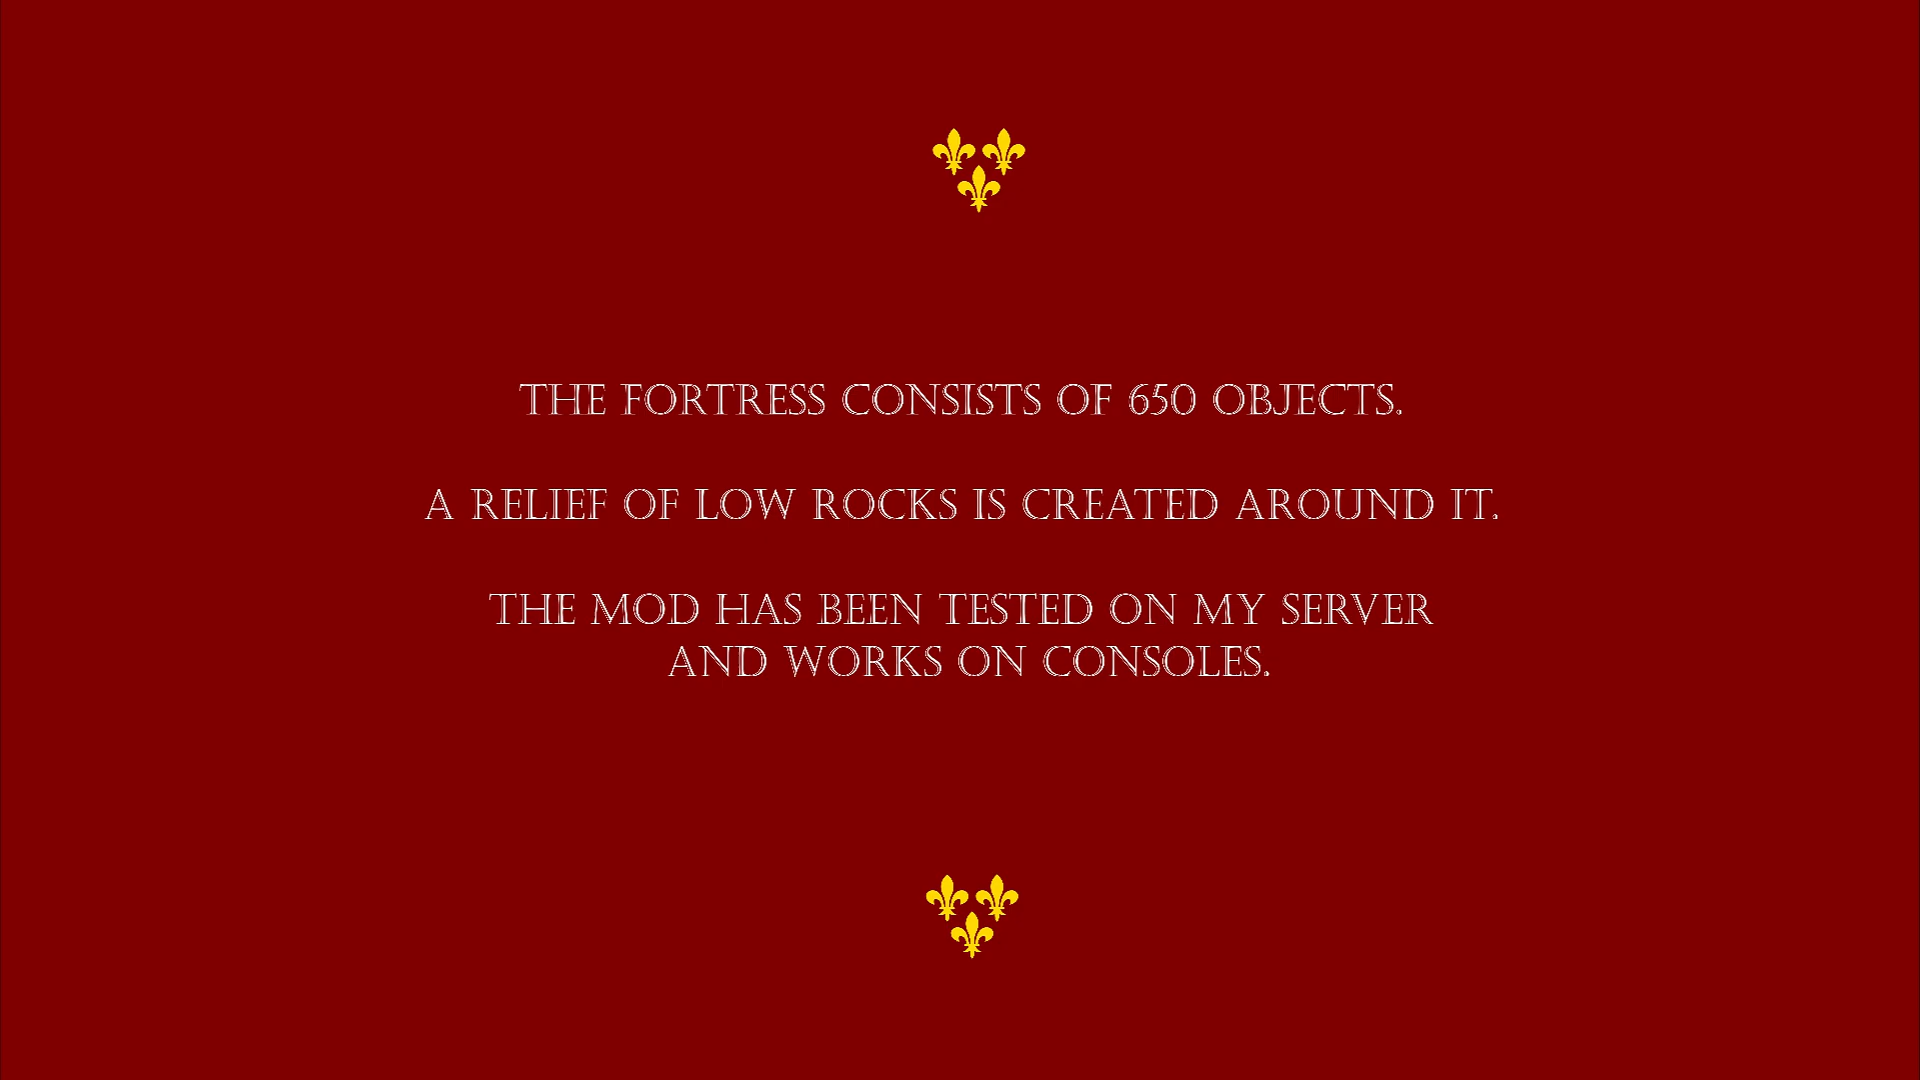 THE FORTRESS CONSISTS OF 650 OBJECTS.
A RELIEF OF LOW ROCKS IS CREATED AROUND IT.
THE MOD HAS BEEN TESTED ON MY SERVER
AND WORKS ON CONSOLES.